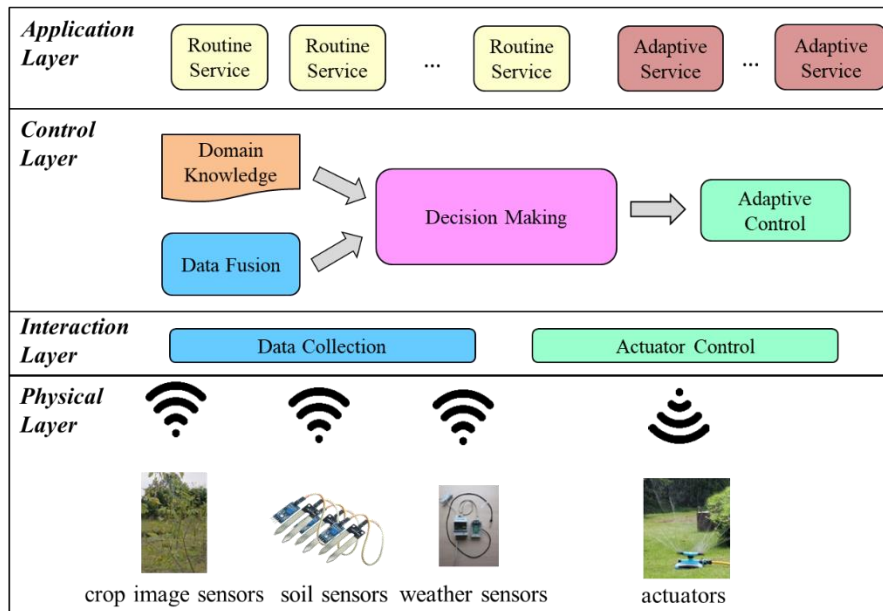 Application
Layer
Routine
Service
Routine
Service
...
Routine
Service
Adaptive
Service
...
Adaptive
Service
Control
Layer
Domain
Knowledge
Data Fusion
Decision Making
Adaptive
Control
Interaction
Layer
Data Collection
Actuator Control
Physical
Layer
crop image sensors
soil sensors
weather sensors
actuators